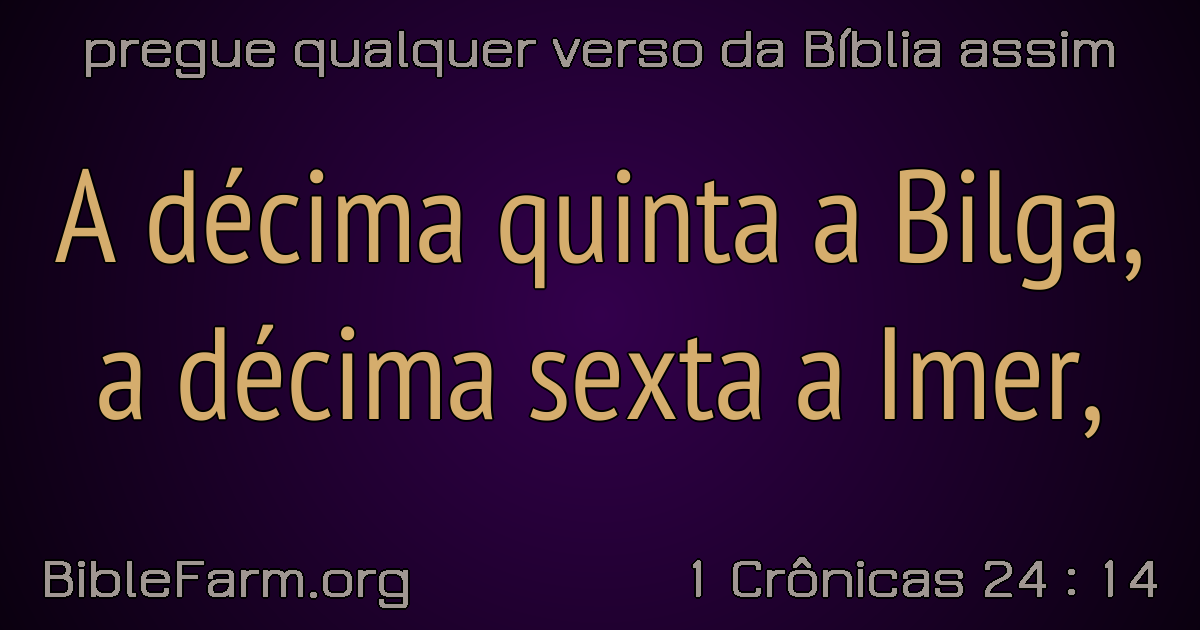 pregue qualquer verso da Bíblia assim
A décima quinta a Bilga,
a décima sexta a Imer,
BibleFarm.org
1 Crônicas 24 : 14